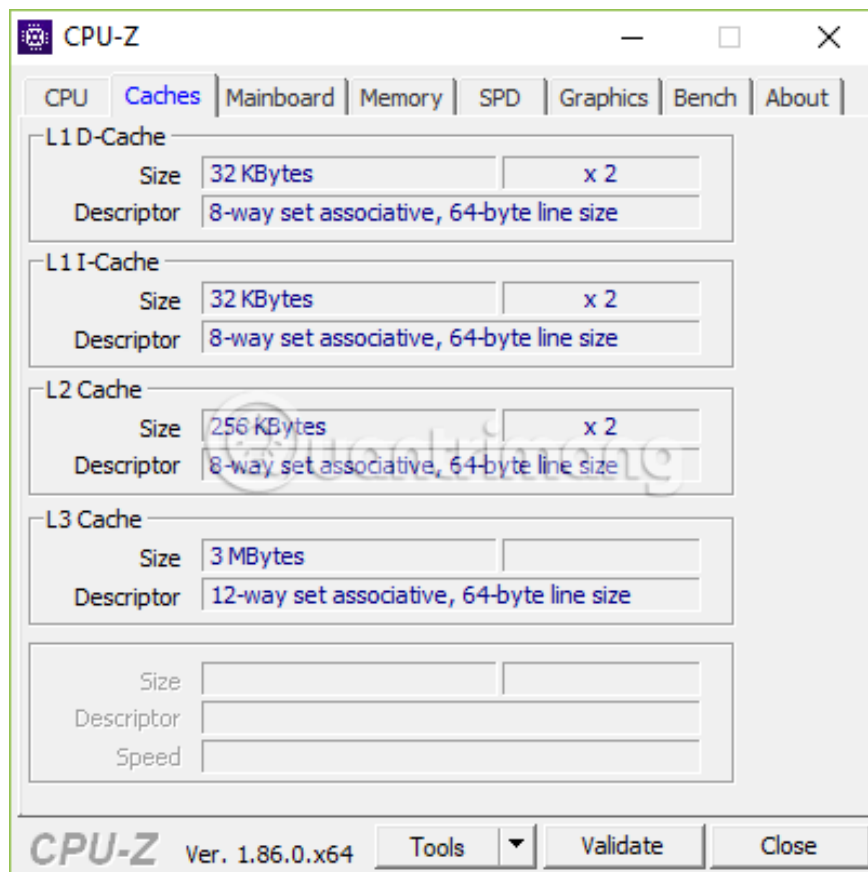 CPU-Z
CPU Caches Mainboard Memory SPD Graphics Bench About
L1 D-Cache
Size 32 KBytes x 2
Descriptor 8-way set associative, 64-byte line size
L1 I-Cache
Size 32 KBytes x 2
Descriptor 8-way set associative, 64-byte line size
L2 Cache
Size 256 KBytes x 2
Descriptor 8-way set associative, 64-byte line size
Quantrimang
L3 Cache
Size 3 MBytes
Descriptor 12-way set associative, 64-byte line size
Size
Descriptor
Speed
CPU-Z Ver. 1.86.0.x64 Tools Validate Close